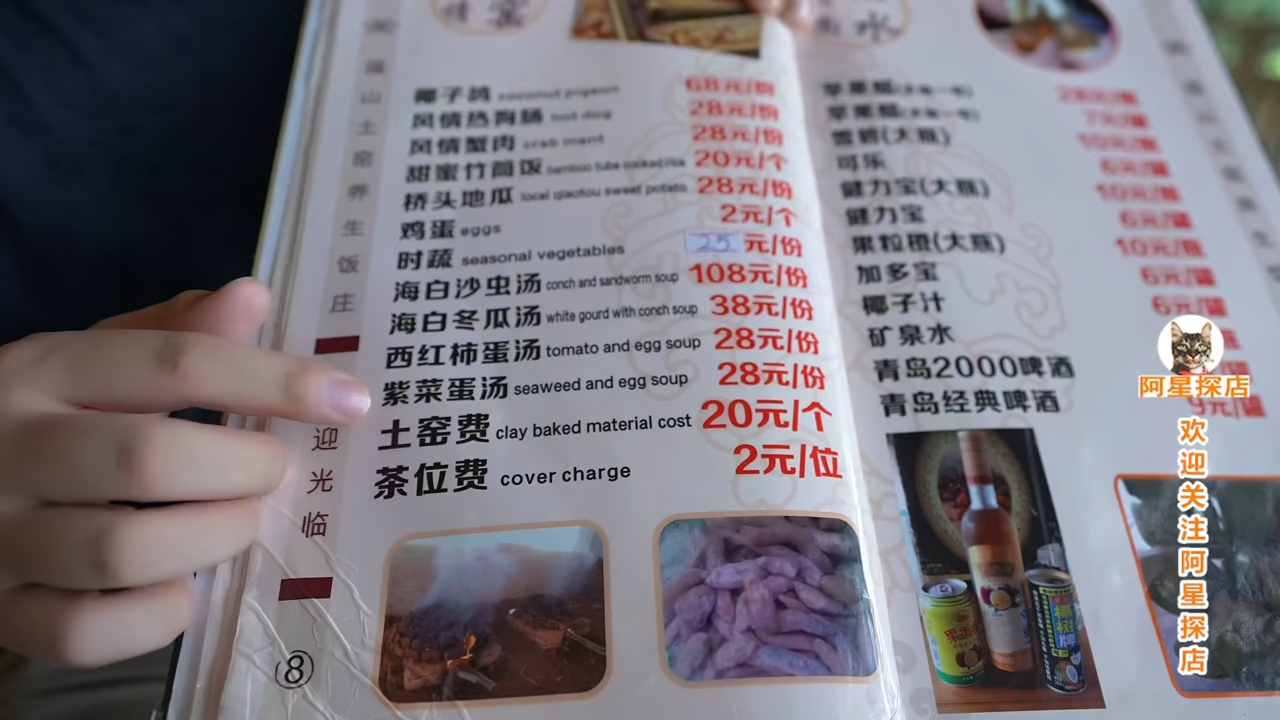 窑
水
椰子鸽 coconut pigeon 68元/份
风情热狗肠 hot dog 28元/份
风情蟹肉 crab meat 28元/份
甜蜜竹筒饭 bamboo tube cooked rice 20元/个
桥头地瓜 local qiaotou sweet potato 28元/份
鸡蛋 eggs 2元/个
时蔬 seasonal vegetables 25元/份
海白沙虫汤 conch and sandworm soup 108元/份
海白冬瓜汤 white gourd with conch soup 38元/份
西红柿蛋汤 tomato and egg soup 28元/份
紫菜蛋汤 seaweed and egg soup 28元/份
土窑费 clay baked material cost 20元/个
茶位费 cover charge 2元/位
雪碧(大瓶) 10元/瓶
可乐 6元/罐
健力宝(大瓶) 10元/瓶
健力宝 6元/罐
果粒橙(大瓶) 10元/瓶
加多宝 6元/罐
椰子汁 6元/罐
矿泉水
青岛2000啤酒
青岛经典啤酒 9元/罐
福山土窑养生饭庄
迎光临
⑧
椰树牌
阿星探店
欢迎关注阿星探店